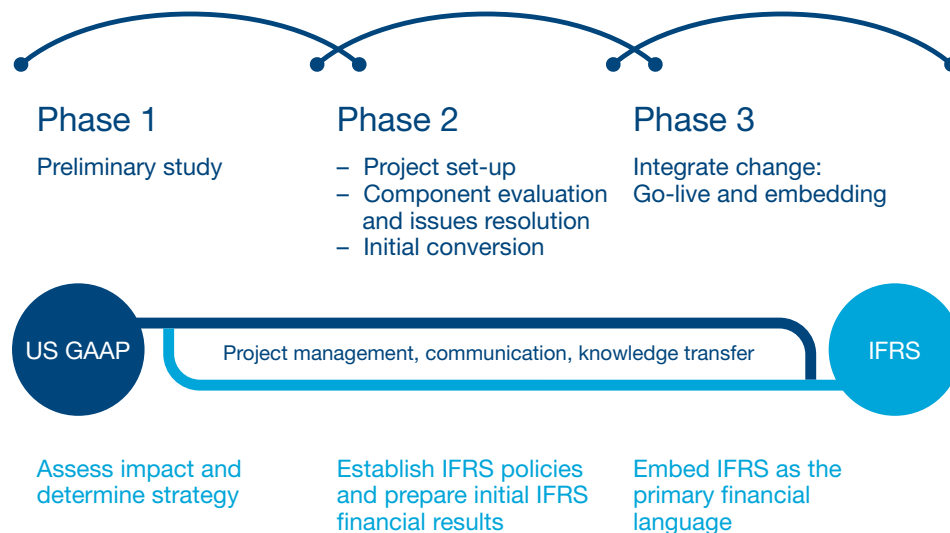 Phase 1
Preliminary study
Phase 2
– Project set-up
– Component evaluation
and issues resolution
– Initial conversion
Phase 3
Integrate change:
Go-live and embedding
US GAAP
Project management, communication, knowledge transfer
IFRS
Assess impact and
determine strategy
Establish IFRS policies
and prepare initial IFRS
financial results
Embed IFRS as the
primary financial
language